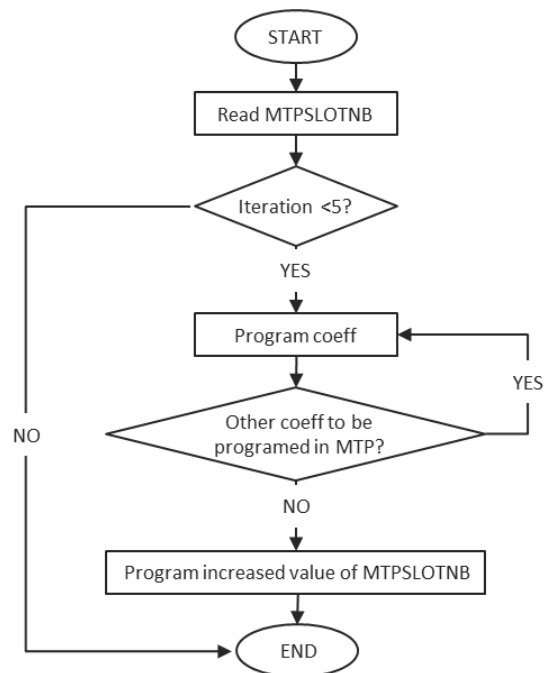 START
Read MTPSLOTNB
Iteration <5?
YES
Program coeff
YES
Other coeff to be
programed in MTP?
NO
NO
Program increased value of MTPSLOTNB
END